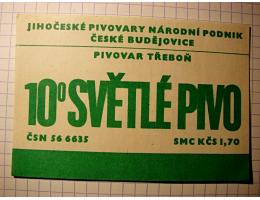 JIHOČESKÉ PIVOVARY NÁRODNÍ PODNIK
ČESKÉ BUDĚJOVICE
PIVOVAR TŘEBOŇ
10° SVĚTLÉ PIVO
ČSN 56 6635 SMC KČS 1,70